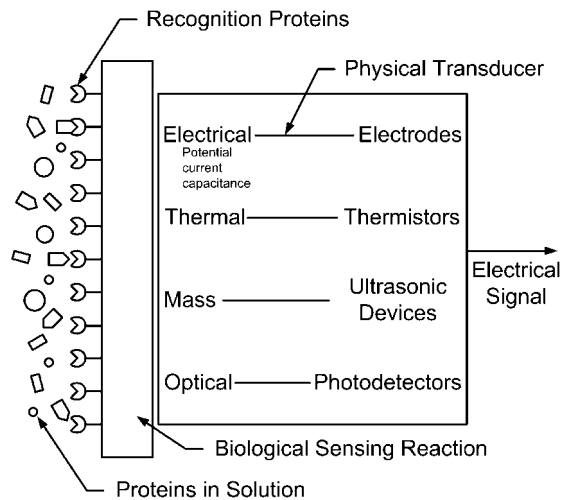 Recognition Proteins
Physical Transducer
Electrical
Electrodes
Potential
current
capacitance
Thermal
Thermistors
Electrical
Signal
Mass
Ultrasonic
Devices
Optical
Photodetectors
Biological Sensing Reaction
Proteins in Solution